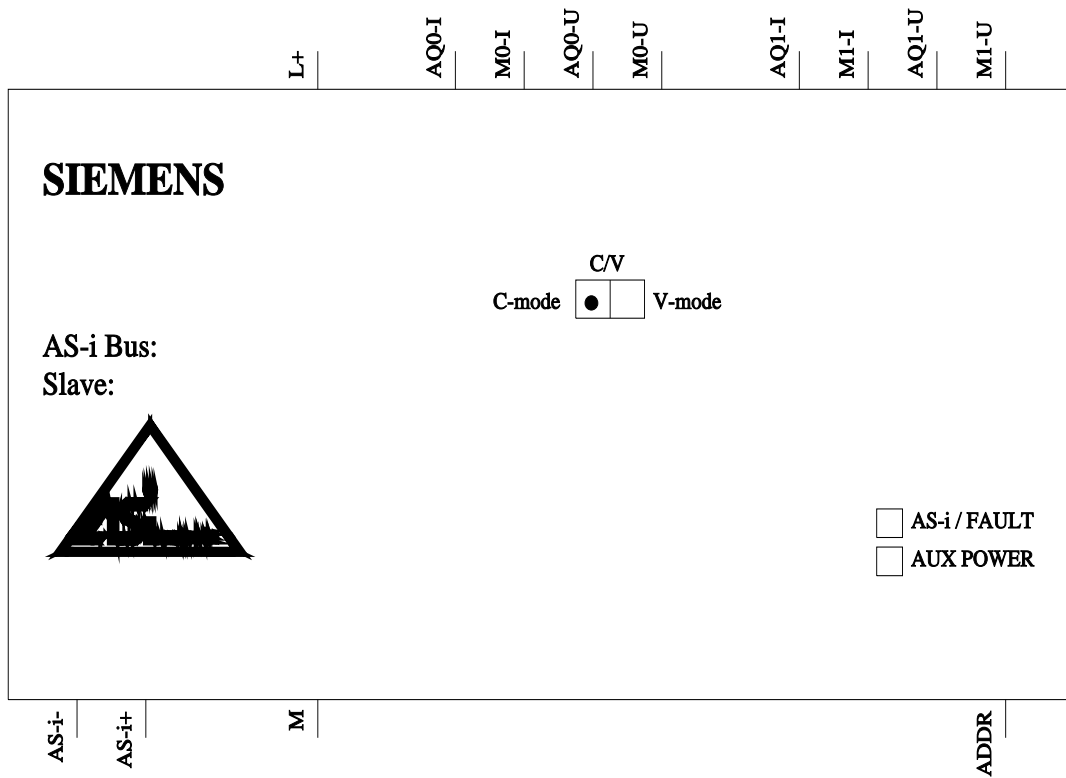 L+
AQ0-I
M0-I
AQ0-U
M0-U
AQ1-I
M1-I
AQ1-U
M1-U
SIEMENS
C/V
C-mode
V-mode
AS-i Bus:
Slave:
AS-i / FAULT
AUX POWER
AS-i-
AS-i+
M
ADDR